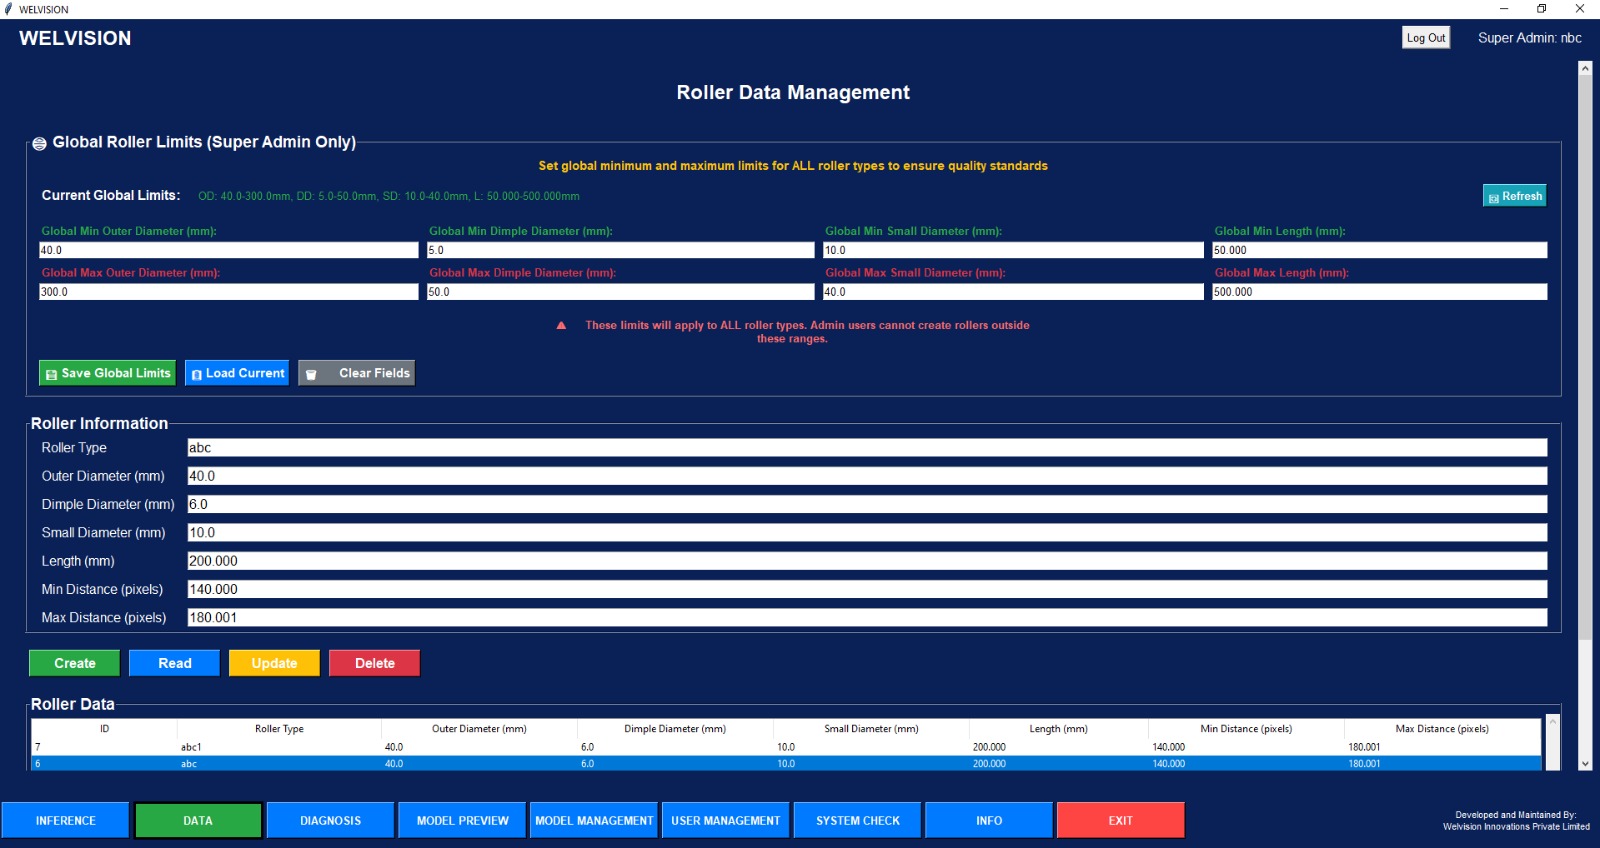 WELVISION
WELVISION
Log Out
Super Admin: nbc
Roller Data Management
Global Roller Limits (Super Admin Only)
Set global minimum and maximum limits for ALL roller types to ensure quality standards
Current Global Limits: OD: 40.0-300.0mm, DD: 5.0-50.0mm, SD: 10.0-40.0mm, L: 50.000-500.000mm
Refresh
Global Min Outer Diameter (mm): Global Min Dimple Diameter (mm): Global Min Small Diameter (mm): Global Min Length (mm):
40.0 5.0 10.0 50.000
Global Max Outer Diameter (mm): Global Max Dimple Diameter (mm): Global Max Small Diameter (mm): Global Max Length (mm):
300.0 50.0 40.0 500.000
These limits will apply to ALL roller types. Admin users cannot create rollers outside
these ranges.
Save Global Limits Load Current Clear Fields
Roller Information
Roller Type abc
Outer Diameter (mm) 40.0
Dimple Diameter (mm) 6.0
Small Diameter (mm) 10.0
Length (mm) 200.000
Min Distance (pixels) 140.000
Max Distance (pixels) 180.001
Create Read Update Delete
Roller Data
ID Roller Type Outer Diameter (mm) Dimple Diameter (mm) Small Diameter (mm) Length (mm) Min Distance (pixels) Max Distance (pixels)
7 abc1 40.0 6.0 10.0 200.000 140.000 180.001
6 abc 40.0 6.0 10.0 200.000 140.000 180.001
INFERENCE DATA DIAGNOSIS MODEL PREVIEW MODEL MANAGEMENT USER MANAGEMENT SYSTEM CHECK INFO EXIT
Developed and Maintained By:
Welvision Innovations Private Limited